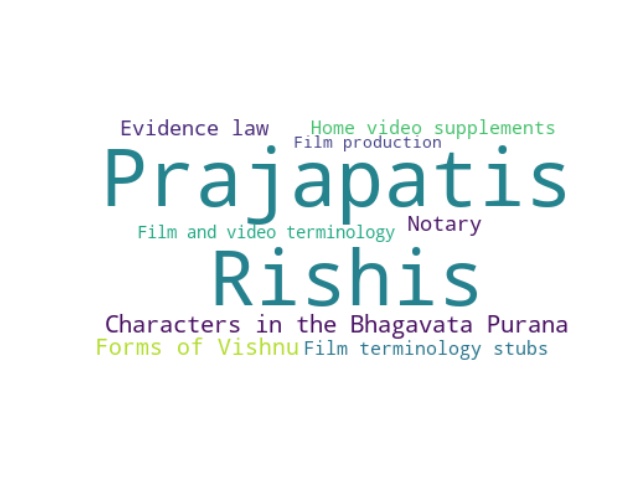 Evidence law
Home video supplements
Film production
Prajapatis
Notary
Film and video terminology
Rishis
Characters in the Bhagavata Purana
Forms of Vishnu
Film terminology stubs